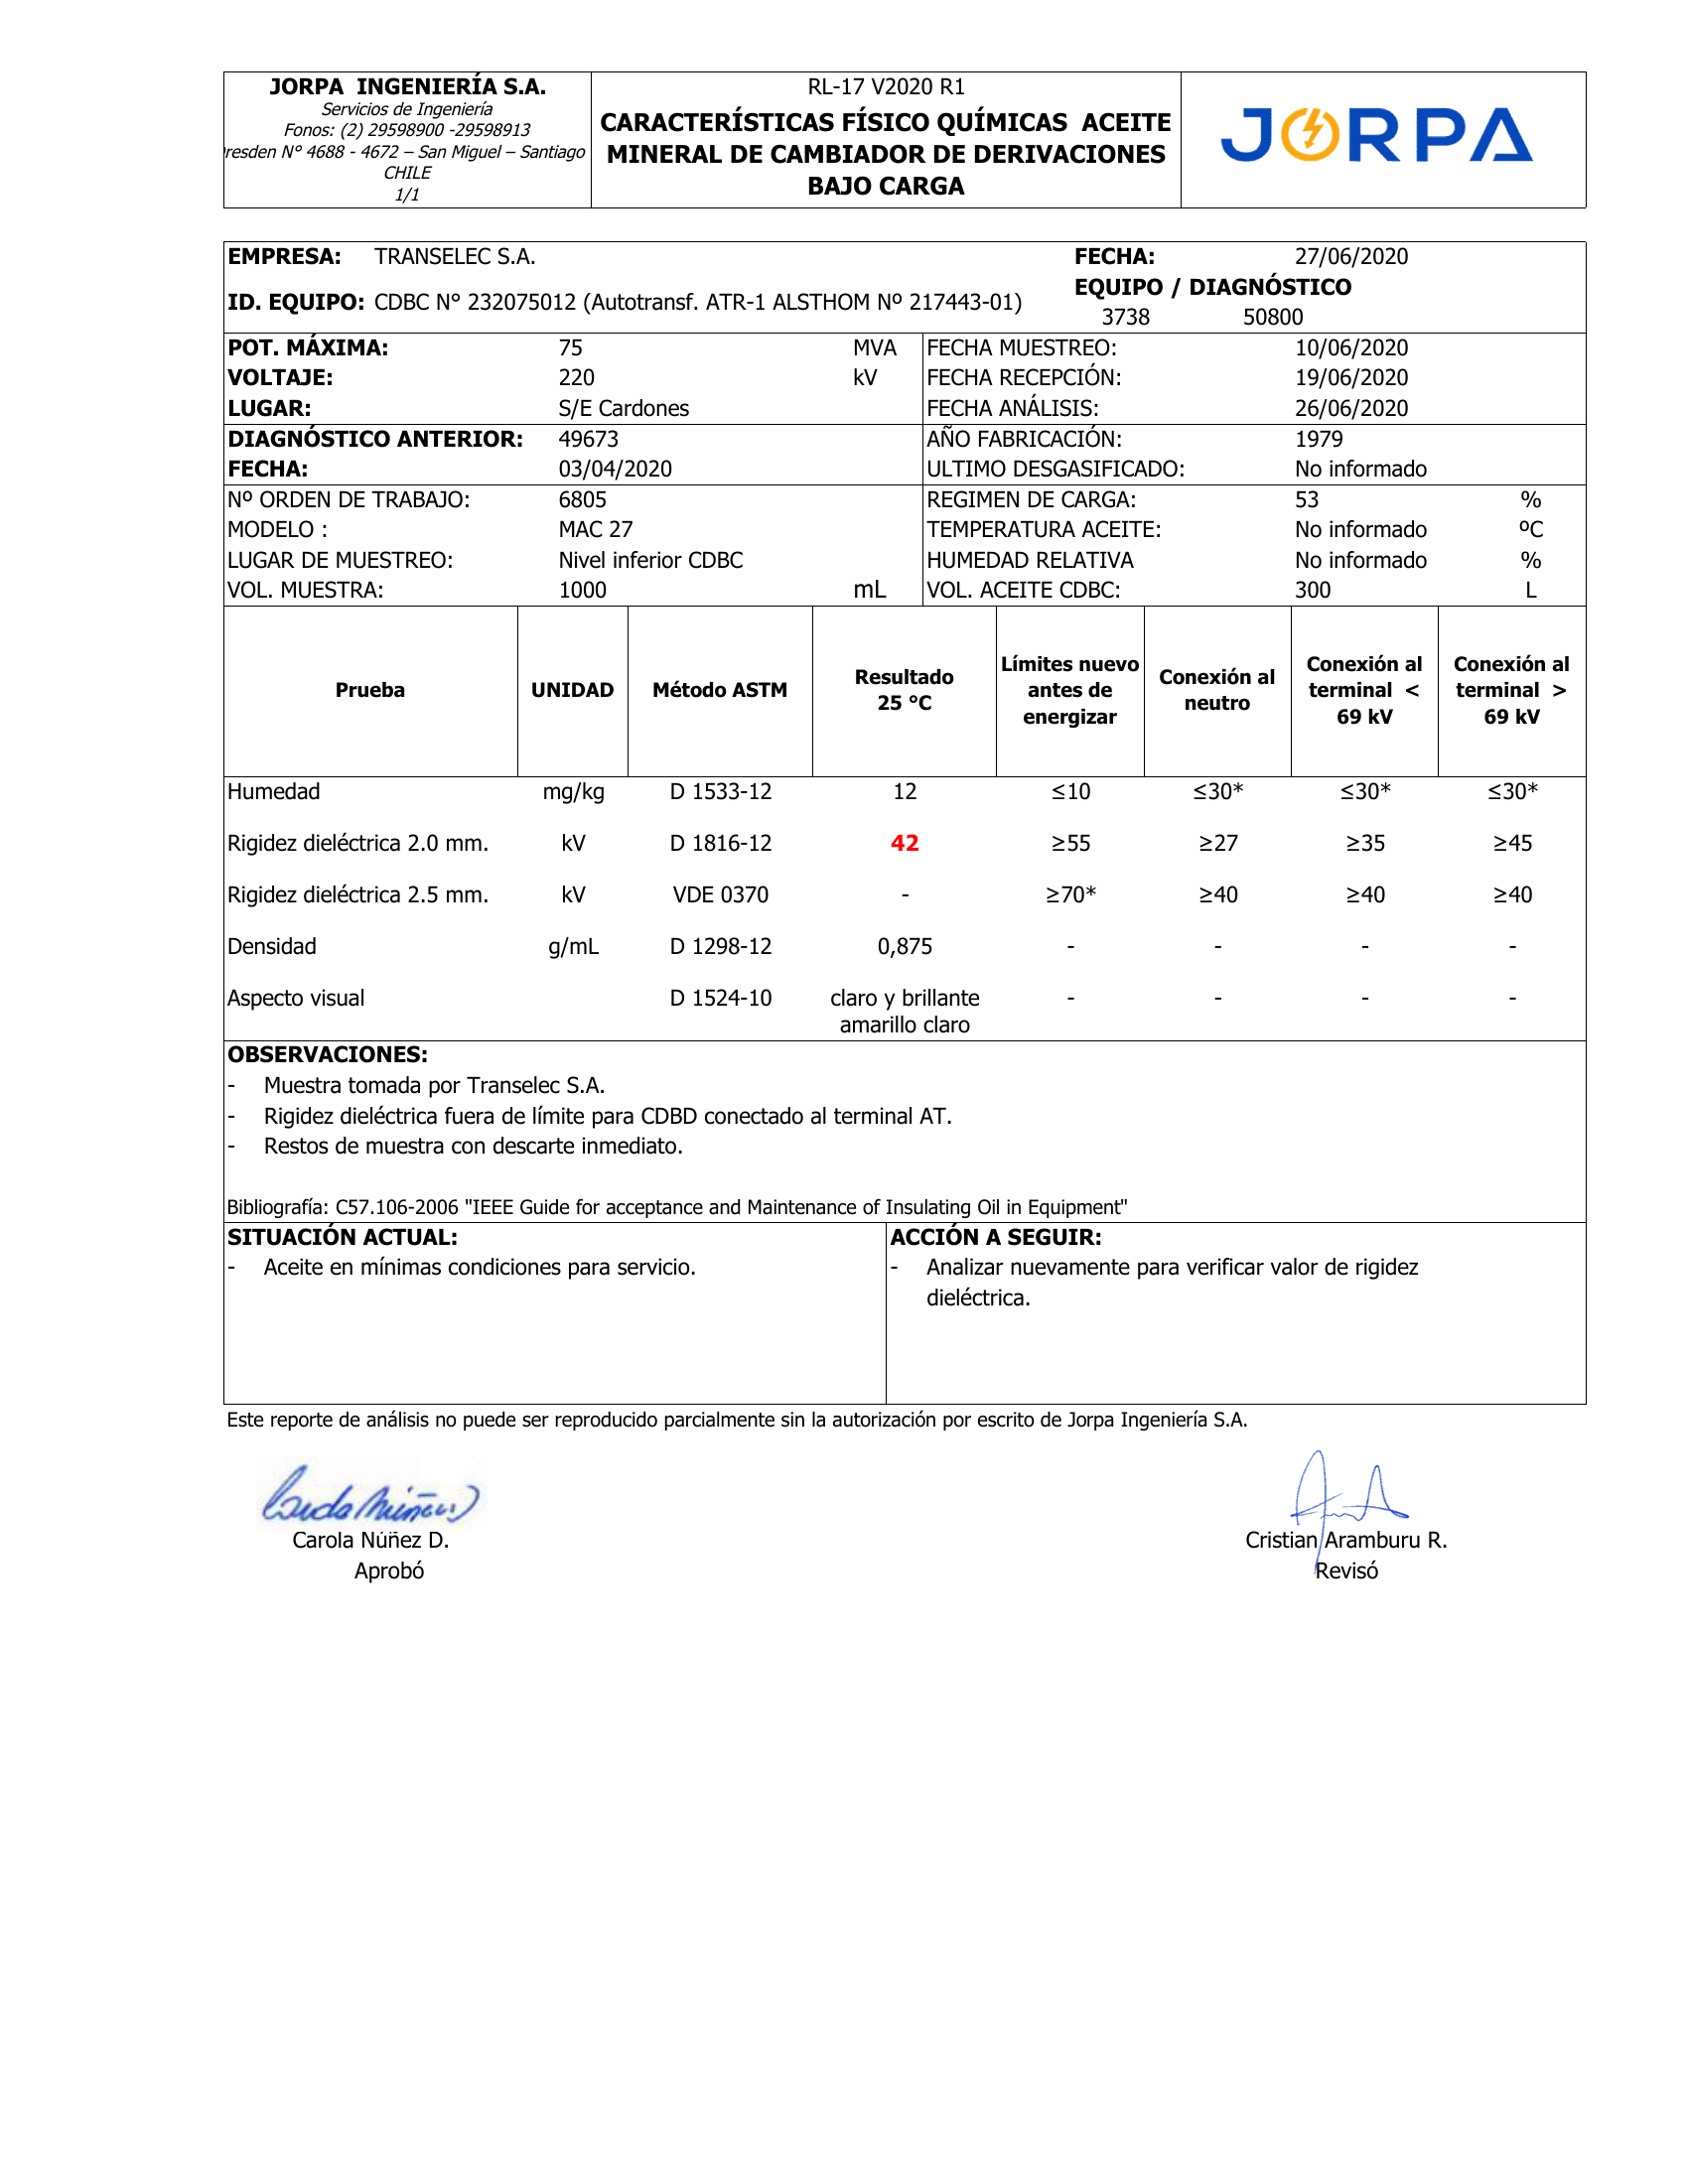 JORPA  INGENIERÍA S.A.
Servicios de Ingeniería
Fonos: (2) 29598900 -29598913
resden N° 4688 - 4672 – San Miguel – Santiago
CHILE
1/1
RL-17 V2020 R1
CARACTERÍSTICAS FÍSICO QUÍMICAS  ACEITE
MINERAL DE CAMBIADOR DE DERIVACIONES
BAJO CARGA
JORPA
EMPRESA: TRANSELEC S.A. FECHA: 27/06/2020
EQUIPO / DIAGNÓSTICO
ID. EQUIPO: CDBC N° 232075012 (Autotransf. ATR-1 ALSTHOM Nº 217443-01)
3738 50800
POT. MÁXIMA: 75 MVA FECHA MUESTREO: 10/06/2020
VOLTAJE: 220 kV FECHA RECEPCIÓN: 19/06/2020
LUGAR: S/E Cardones FECHA ANÁLISIS: 26/06/2020
DIAGNÓSTICO ANTERIOR: 49673 AÑO FABRICACIÓN: 1979
FECHA: 03/04/2020 ULTIMO DESGASIFICADO: No informado
Nº ORDEN DE TRABAJO: 6805 REGIMEN DE CARGA: 53 %
MODELO : MAC 27 TEMPERATURA ACEITE: No informado ºC
LUGAR DE MUESTREO: Nivel inferior CDBC HUMEDAD RELATIVA No informado %
VOL. MUESTRA: 1000 mL VOL. ACEITE CDBC: 300 L
Prueba
UNIDAD
Método ASTM
Resultado
25 °C
Límites nuevo
antes de
energizar
Conexión al
neutro
Conexión al
terminal  <
69 kV
Conexión al
terminal  >
69 kV
Humedad mg/kg D 1533-12 12 ≤10 ≤30* ≤30* ≤30*
Rigidez dieléctrica 2.0 mm. kV D 1816-12 42 ≥55 ≥27 ≥35 ≥45
Rigidez dieléctrica 2.5 mm. kV VDE 0370 - ≥70* ≥40 ≥40 ≥40
Densidad g/mL D 1298-12 0,875 - - - -
Aspecto visual D 1524-10 claro y brillante - - - -
amarillo claro
OBSERVACIONES:
- Muestra tomada por Transelec S.A.
- Rigidez dieléctrica fuera de límite para CDBD conectado al terminal AT.
- Restos de muestra con descarte inmediato.
Bibliografía: C57.106-2006 "IEEE Guide for acceptance and Maintenance of Insulating Oil in Equipment"
SITUACIÓN ACTUAL:
- Aceite en mínimas condiciones para servicio.
ACCIÓN A SEGUIR:
- Analizar nuevamente para verificar valor de rigidez
dieléctrica.
Este reporte de análisis no puede ser reproducido parcialmente sin la autorización por escrito de Jorpa Ingeniería S.A.
Carola Núñez D.
Aprobó
Cristian Aramburu R.
Revisó